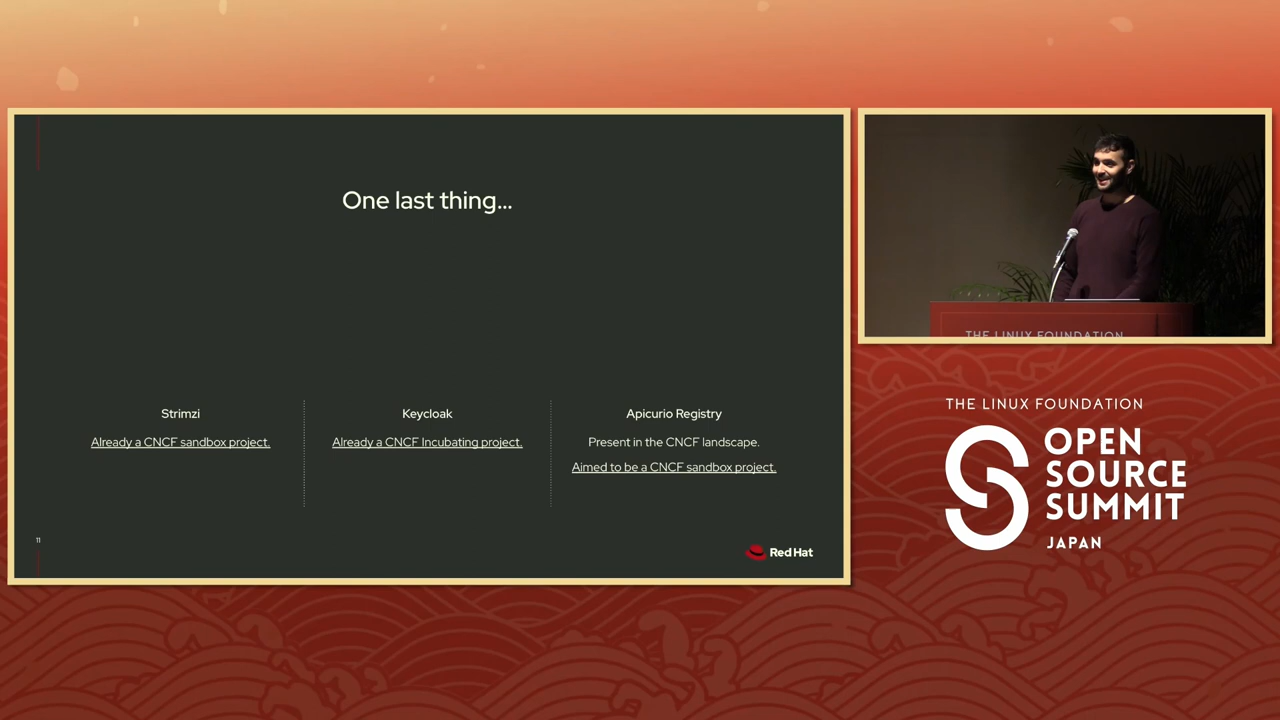 One last thing...
Strimzi
Already a CNCF sandbox project.
Keycloak
Already a CNCF Incubating project.
Apicurio Registry
Present in the CNCF landscape.
Aimed to be a CNCF sandbox project.
11
Red Hat
THE LINUX FOUNDATION
THE LINUX FOUNDATION
OPEN
SOURCE
SUMMIT
JAPAN